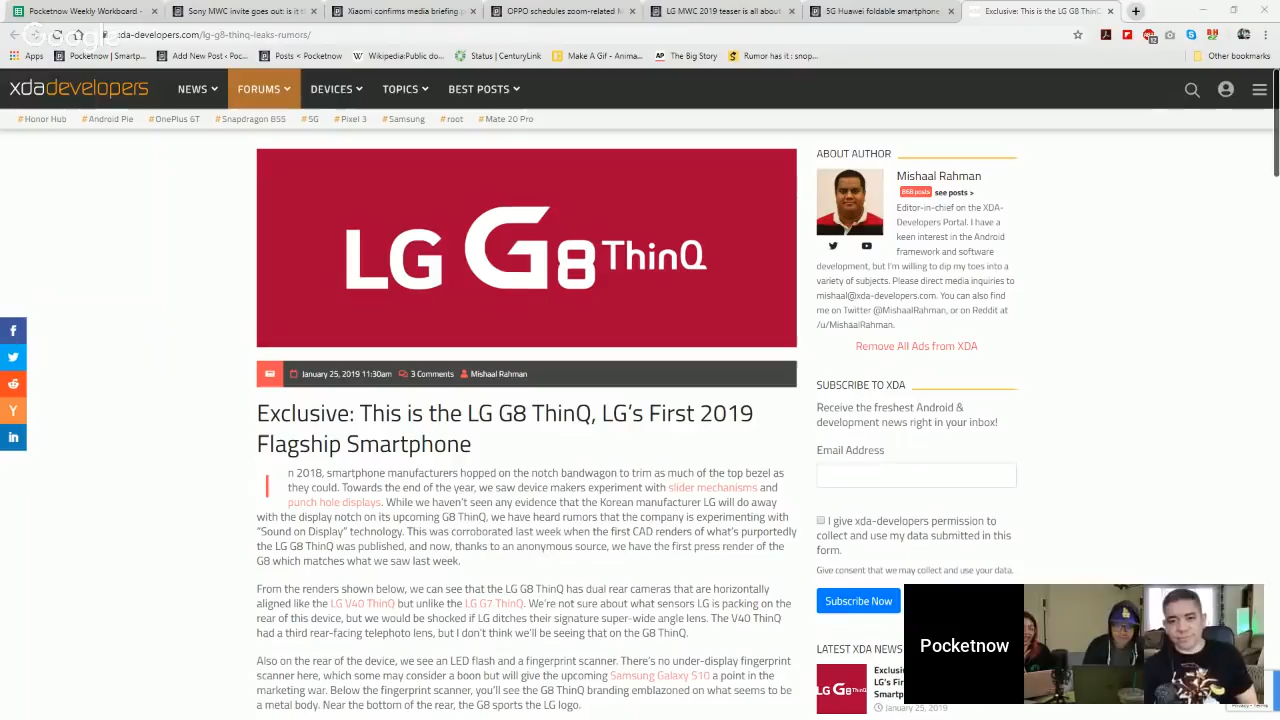 Pocketnow
Sony MWC invite suggests
Xiaomi confirms media
OPPO schedules zoom-related
LG MWC 2019 teaser is all about
5G Huawei foldable smartphone
Exclusive: This is the LG G8 Thin
Google
.com/lg-g8-thinq-leaks-rumors/
Apps
Pocketnow | Smartp...
Add New ‹ Poc...
Pocketnow | Smart...
Wikipedia:Public do...
Status | CenturyLink
Make A Gif - Anima...
The Big Story
Rumor has it : snop...
Other bookmarks
xdadevelopers
NEWS
FORUMS
DEVICES
TOPICS
BEST POSTS
# Honor Hub
# Android Pie
# OnePlus 6T
# Snapdragon 855
# 5G
# Pixel 3
# Samsung
# root
# Mate 20 Pro
LG G8 ThinQ
January 25, 2019 11:30am
3 Comments
Mishaal Rahman
Exclusive: This is the LG G8 ThinQ, LG's First 2019
Flagship Smartphone
In 2018, smartphone manufacturers hopped on the notch bandwagon to trim as much of the top bezel as
they could. Towards the end of the year, we saw device makers experiment with slider mechanisms and
punch hole displays. While we haven't seen any evidence that the Korean manufacturer LG will do away
with the display notch on its upcoming G8 ThinQ, we have heard rumors that the company is experimenting with
"Sound on Display" technology. This was corroborated last week when the first CAD renders of what's purportedly
the LG G8 ThinQ was published, and now, thanks to an anonymous source, we have the first press render of the
G8 which matches what we saw last week.
From the renders shown below, we can see that the LG G8 ThinQ has dual rear cameras that are horizontally
aligned like the LG V40 ThinQ but unlike the LG G7 ThinQ. We're not sure about what sensors LG is packing on the
rear of this device, but we would be shocked if LG ditches their signature super-wide angle lens. The V40 ThinQ
had a third rear-facing telephoto lens, but I don't think we'll be seeing that on the G8 ThinQ.
Also on the rear of the device, we see an LED flash and a fingerprint scanner. There's no under-display fingerprint
scanner here, which some may consider a boon but will give the upcoming Samsung Galaxy S10 a point in the
marketing war. Below the fingerprint scanner, you'll see the G8 ThinQ branding emblazoned on what seems to be
a metal body. Near the bottom of the rear, the G8 sports the LG logo.
ABOUT AUTHOR
Mishaal Rahman
868 posts see posts >
Editor-in-chief on the XDA-
Developers Portal. I have a
keen interest in the Android
framework and software
development, but I'm willing to dip my toes into a
variety of subjects. Please direct media inquiries to
mishaal@xda-developers.com. You can also find
me on Twitter @MishaalRahman, or on Reddit at
/u/MishaalRahman.
Remove All Ads from XDA
SUBSCRIBE TO XDA
Receive the freshest Android &
development news right in your inbox!
Email Address
I give xda-developers permission to
collect and use my data submitted in this
form.
Give consent that we may collect and use your data.
Subscribe Now
LATEST XDA NEWS
LG G8 ThinQ
Exclusi
LG's Fir
Smartp
January 25, 2019
Pocketnow
Privacy - Terms